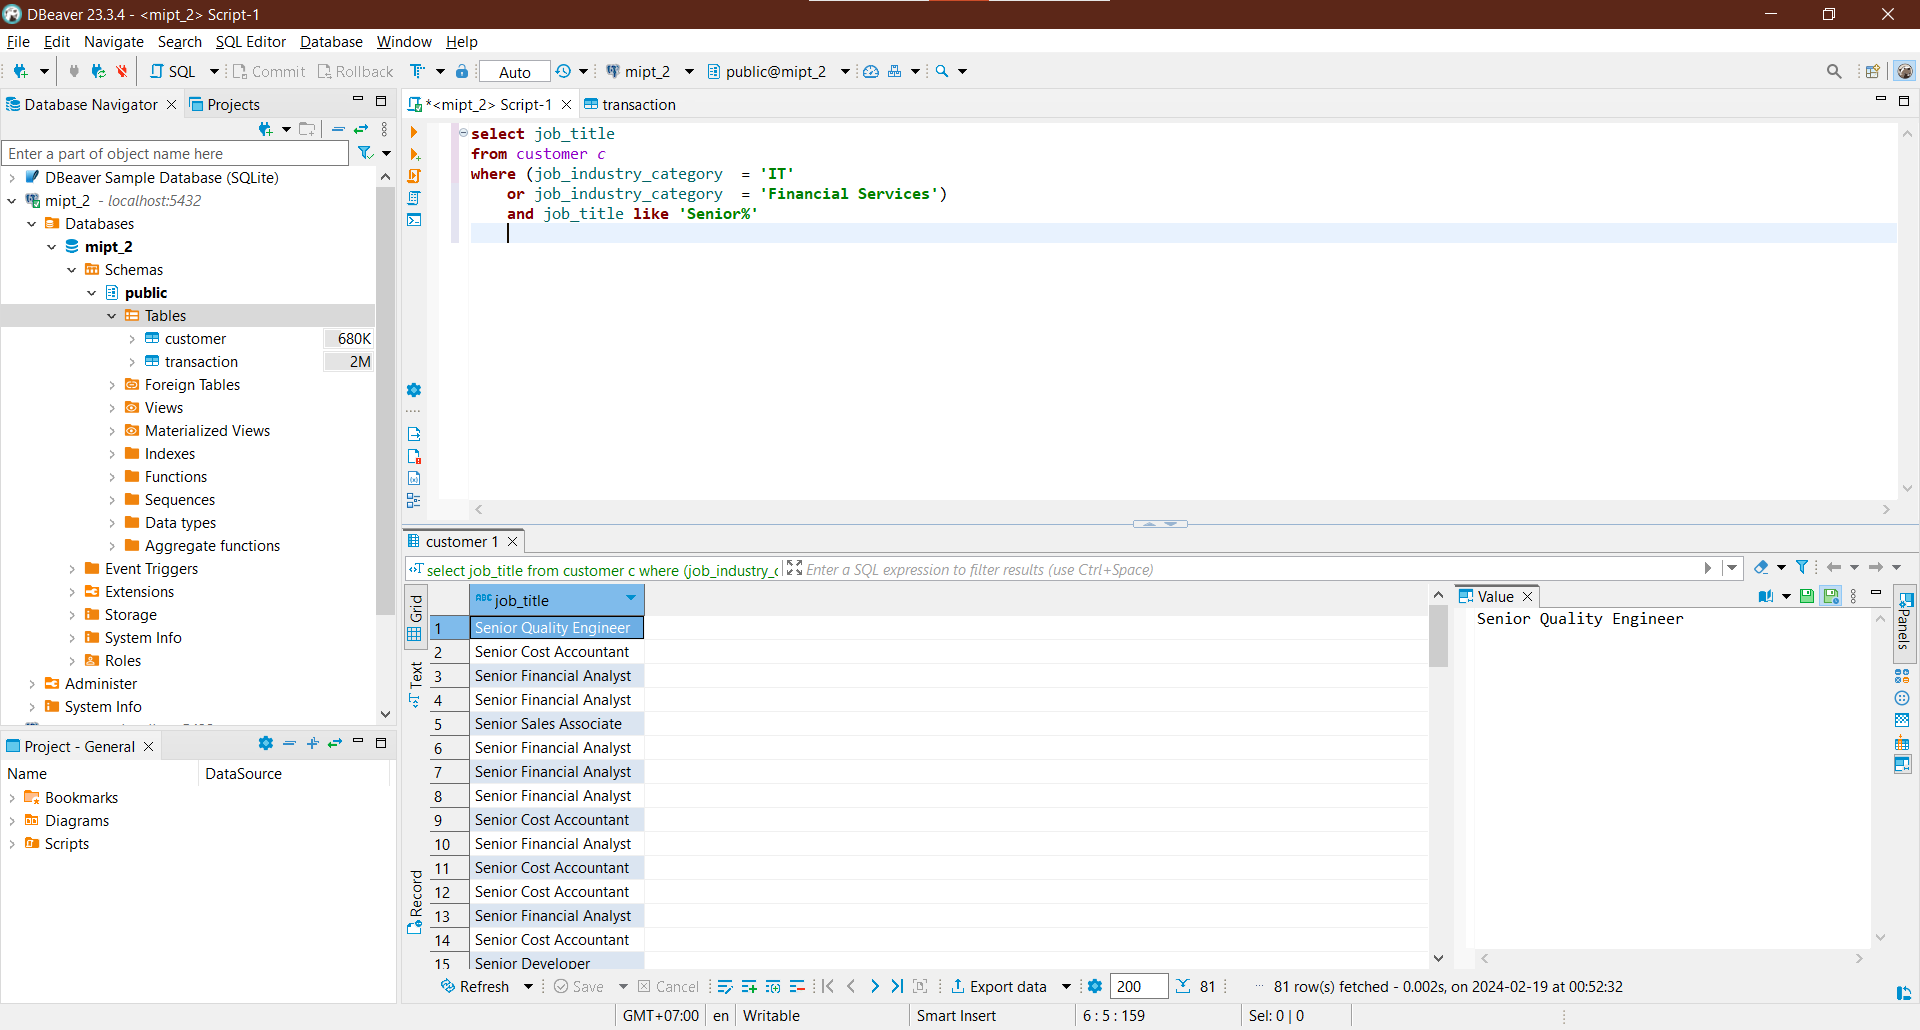 DBeaver 23.3.4 - <mipt_2> Script-1
File Edit Navigate Search SQL Editor Database Window Help
SQL Commit Rollback Auto mipt_2 public@mipt_2
Database Navigator Projects
Enter a part of object name here
DBeaver Sample Database (SQLite)
mipt_2 - localhost:5432
Databases
mipt_2
Schemas
public
Tables
customer 680K
transaction 2M
Foreign Tables
Views
Materialized Views
Indexes
Functions
Sequences
Data types
Aggregate functions
Event Triggers
Extensions
Storage
System Info
Roles
Administer
System Info
Project - General
Name DataSource
Bookmarks
Diagrams
Scripts
*<mipt_2> Script-1 transaction
select job_title
from customer c
where (job_industry_category = 'IT'
or job_industry_category = 'Financial Services')
and job_title like 'Senior%'
customer 1
select job_title from customer c where (job_industry_c Enter a SQL expression to filter results (use Ctrl+Space)
Grid
Text
Record
ABC job_title
1 Senior Quality Engineer
2 Senior Cost Accountant
3 Senior Financial Analyst
4 Senior Financial Analyst
5 Senior Sales Associate
6 Senior Financial Analyst
7 Senior Financial Analyst
8 Senior Financial Analyst
9 Senior Cost Accountant
10 Senior Financial Analyst
11 Senior Cost Accountant
12 Senior Cost Accountant
13 Senior Financial Analyst
14 Senior Cost Accountant
15 Senior Developer
Value
Senior Quality Engineer
Panels
Refresh Save Cancel Export data 200 81 81 row(s) fetched - 0.002s, on 2024-02-19 at 00:52:32
GMT+07:00 en Writable Smart Insert 6 : 5 : 159 Sel: 0 | 0